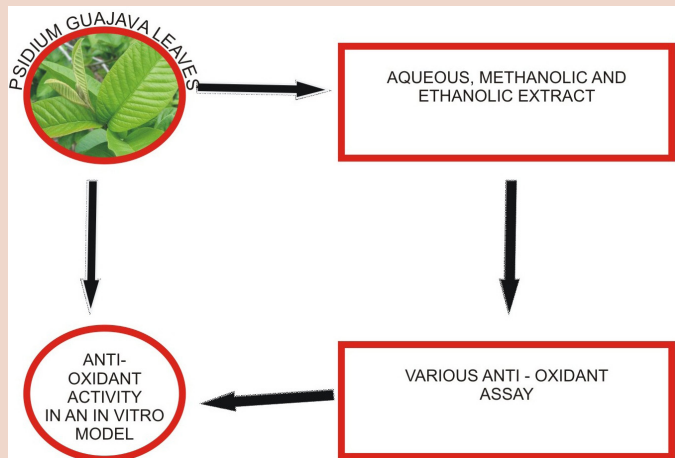 PSIDIUM GUAJAVA LEAVES
AQUEOUS, METHANOLIC AND
ETHANOLIC EXTRACT
ANTI-
OXIDANT
ACTIVITY
IN AN IN VITRO
MODEL
VARIOUS ANTI - OXIDANT
ASSAY